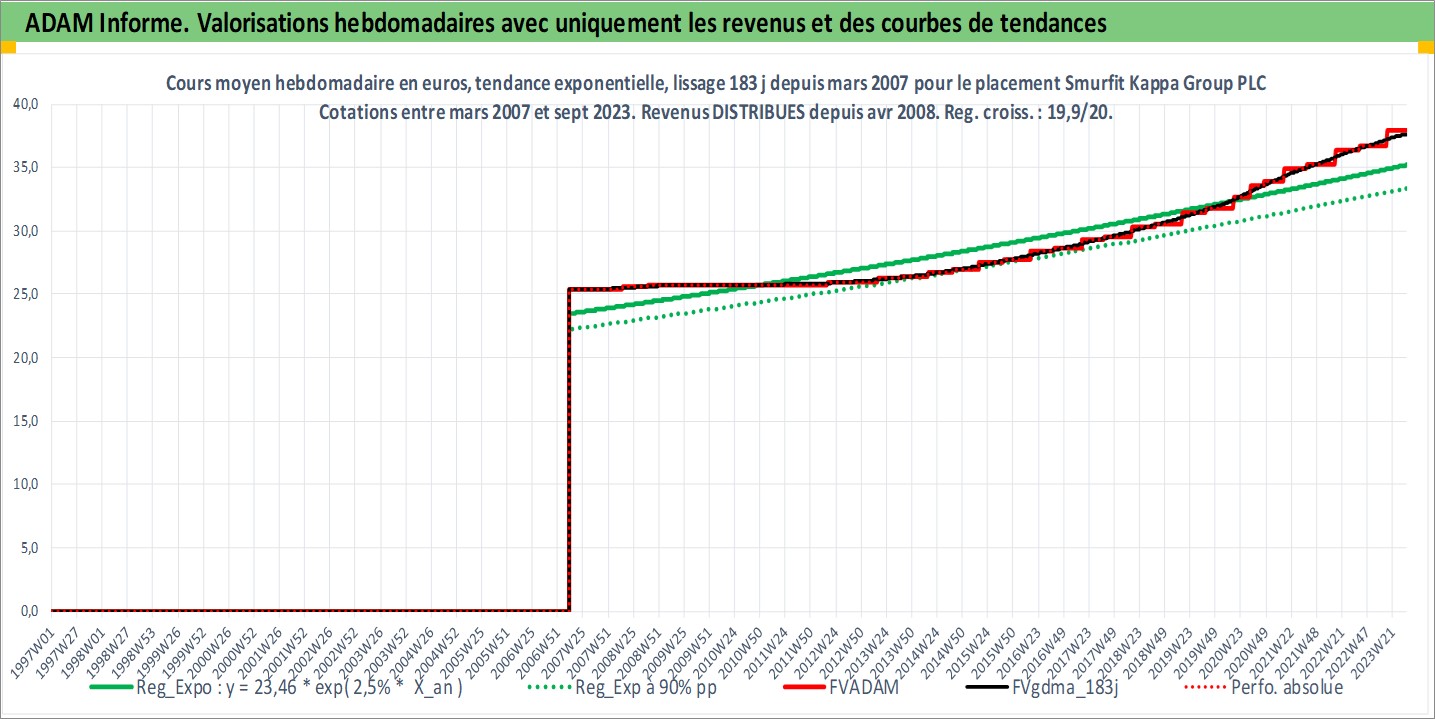 ADAM Informe. Valorisations hebdomadaires avec uniquement les revenus et des courbes de tendances
Cours moyen hebdomadaire en euros, tendance exponentielle, lissage 183 j depuis mars 2007 pour le placement Smurfit Kappa Group PLC
Cotations entre mars 2007 et sept 2023. Revenus DISTRIBUES depuis avr 2008. Reg. croiss. : 19,9/20.
40,0
35,0
30,0
25,0
20,0
15,0
10,0
5,0
0,0
1997W01 1997W27 1998W01 1998W27 1998W53 1999W26 1999W52 2000W26 2000W52 2001W26 2001W52 2002W26 2002W52 2003W26 2003W52 2004W26 2004W52 2005W25 2005W51 2006W25 2006W51 2007W25 2007W51 2008W25 2008W51 2009W25 2009W51 2010W24 2010W50 2011W24 2011W50 2012W24 2012W50 2013W24 2013W50 2014W24 2014W50 2015W24 2015W50 2016W23 2016W49 2017W23 2017W49 2018W23 2018W49 2019W23 2019W49 2020W23 2020W49 2021W22 2021W48 2022W21 2022W47 2023W21
Reg_Expo : y = 23,46 * exp( 2,5% * X_an ) Reg_Exp à 90% pp FVADAM FVgdma_183j Perfo. absolue